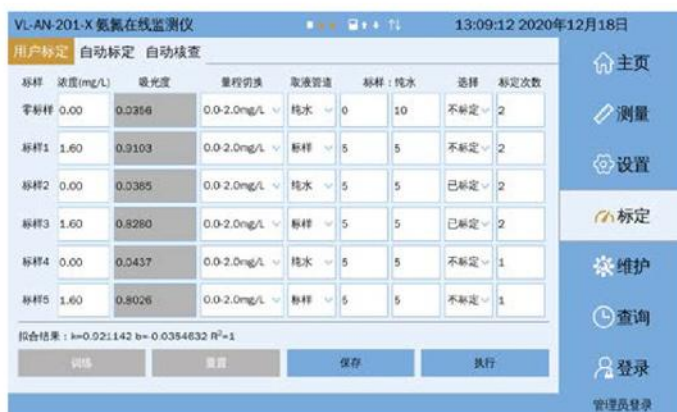 VL-AN-201-X 氨氮在线监测仪 13:09:12 2020年12月18日
用户标定 自动标定 自动核查
标样 浓度(mg/L) 吸光度 量程切换 取液管道 标样：纯水 选择 标定次数
零标样 0.00 0.0356 0.0-2.0mg/L 纯水 0 10 不标定 2
标样1 1.60 0.9103 0.0-2.0mg/L 标样 5 5 不标定 2
标样2 0.00 0.0385 0.0-2.0mg/L 纯水 5 5 已标定 2
标样3 1.60 0.8280 0.0-2.0mg/L 标样 5 5 已标定 2
标样4 0.00 0.0437 0.0-2.0mg/L 纯水 5 5 不标定 1
标样5 1.60 0.8026 0.0-2.0mg/L 标样 5 5 不标定 1
拟合结果：k=0.921142 b=-0.0354632 R²=1
训练 重置 保存 执行
主页
测量
设置
标定
维护
查询
登录
管理员登录